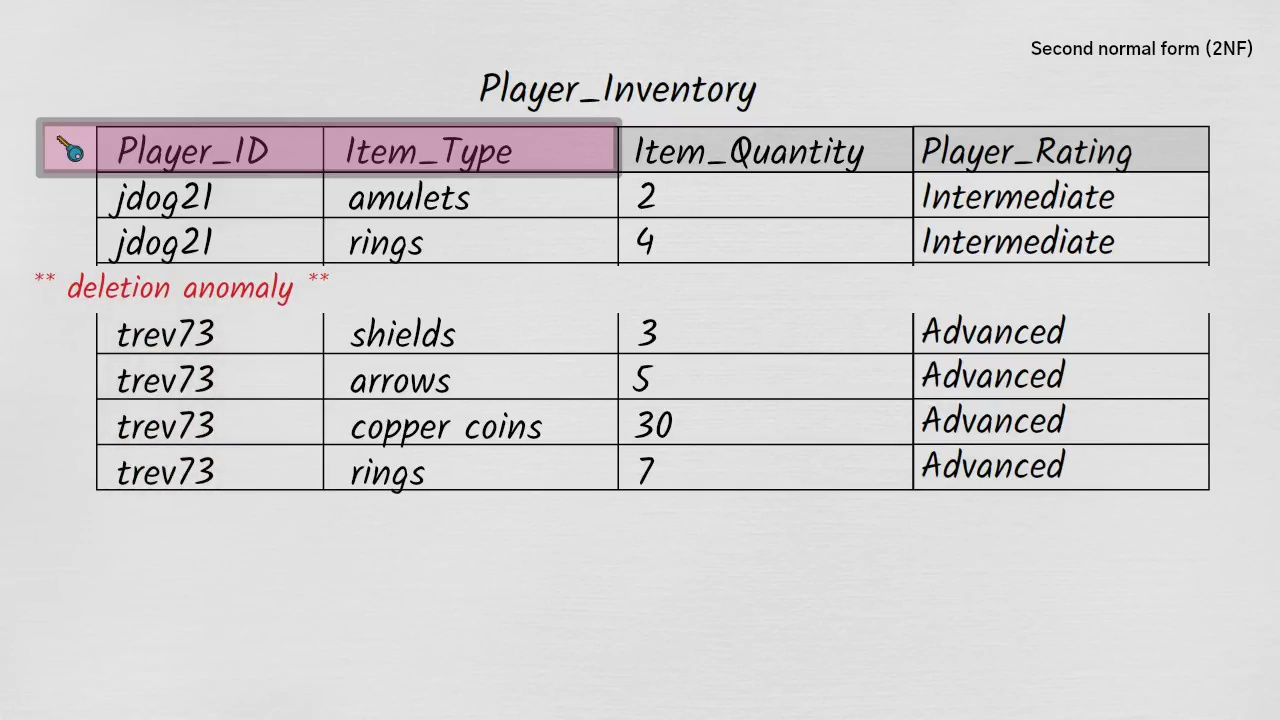 Second normal form (2NF)
Player_Inventory
Player_ID Item_Type Item_Quantity Player_Rating
jdog21 amulets 2 Intermediate
jdog21 rings 4 Intermediate
** deletion anomaly **
trev73 shields 3 Advanced
trev73 arrows 5 Advanced
trev73 copper coins 30 Advanced
trev73 rings 7 Advanced